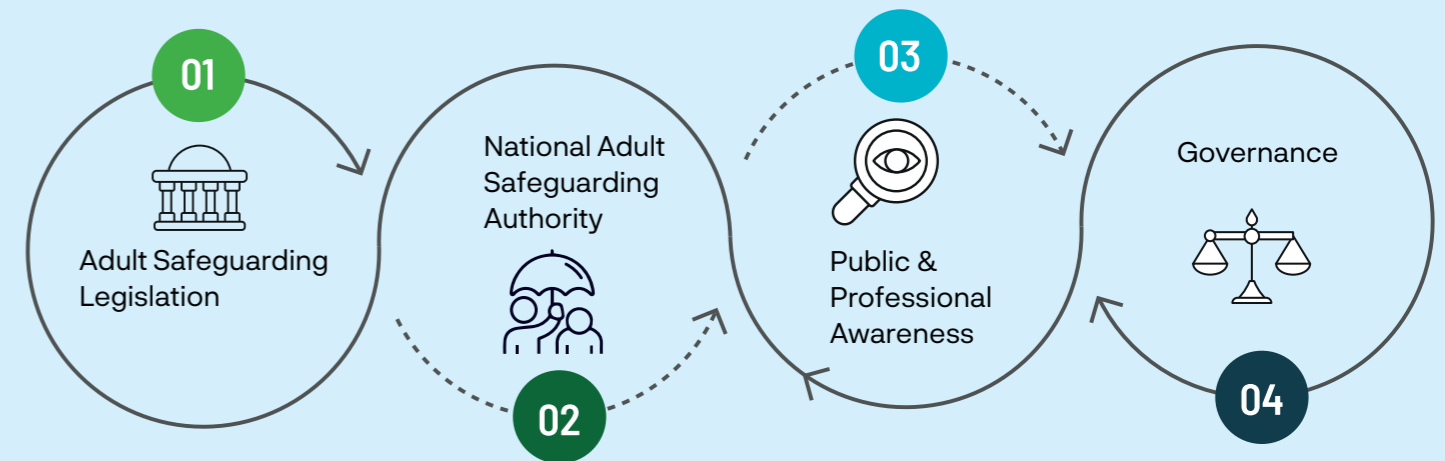 01
Adult Safeguarding
Legislation
National Adult
Safeguarding
Authority
02
03
Public &
Professional
Awareness
Governance
04